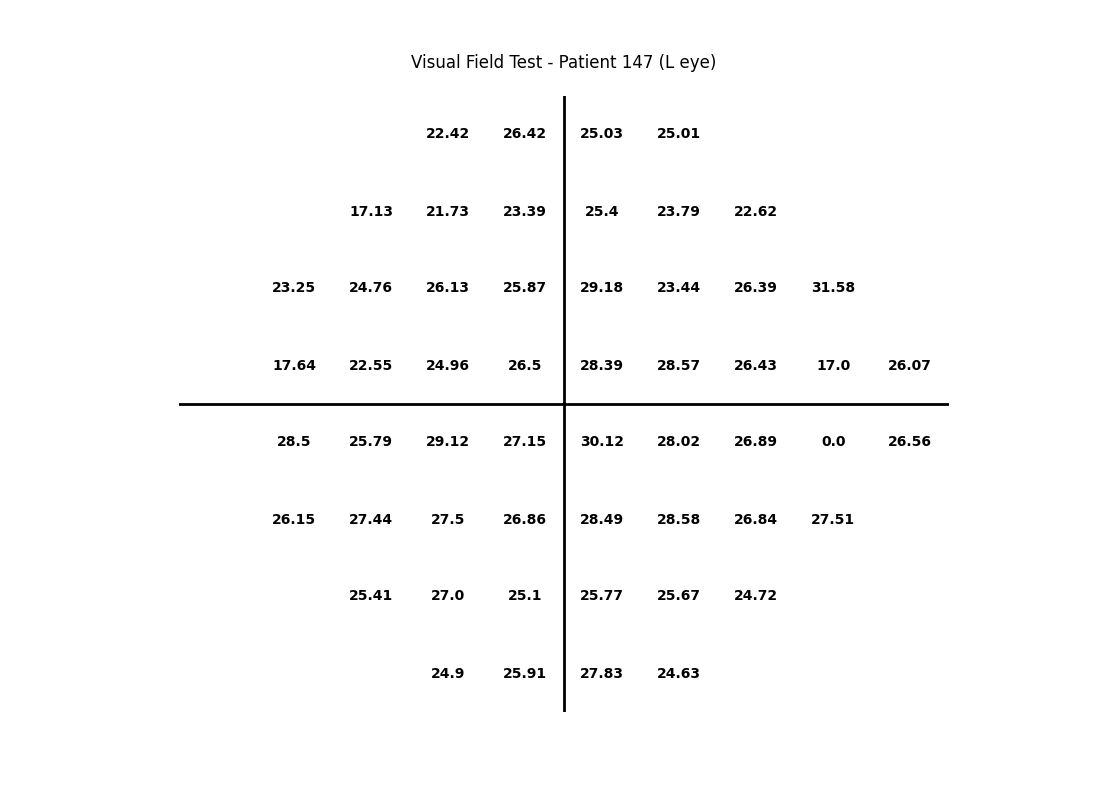 Visual Field Test - Patient 147 (L eye)
22.42 26.42 25.03 25.01
17.13 21.73 23.39 25.4 23.79 22.62
23.25 24.76 26.13 25.87 29.18 23.44 26.39 31.58
17.64 22.55 24.96 26.5 28.39 28.57 26.43 17.0 26.07
28.5 25.79 29.12 27.15 30.12 28.02 26.89 0.0 26.56
26.15 27.44 27.5 26.86 28.49 28.58 26.84 27.51
25.41 27.0 25.1 25.77 25.67 24.72
24.9 25.91 27.83 24.63